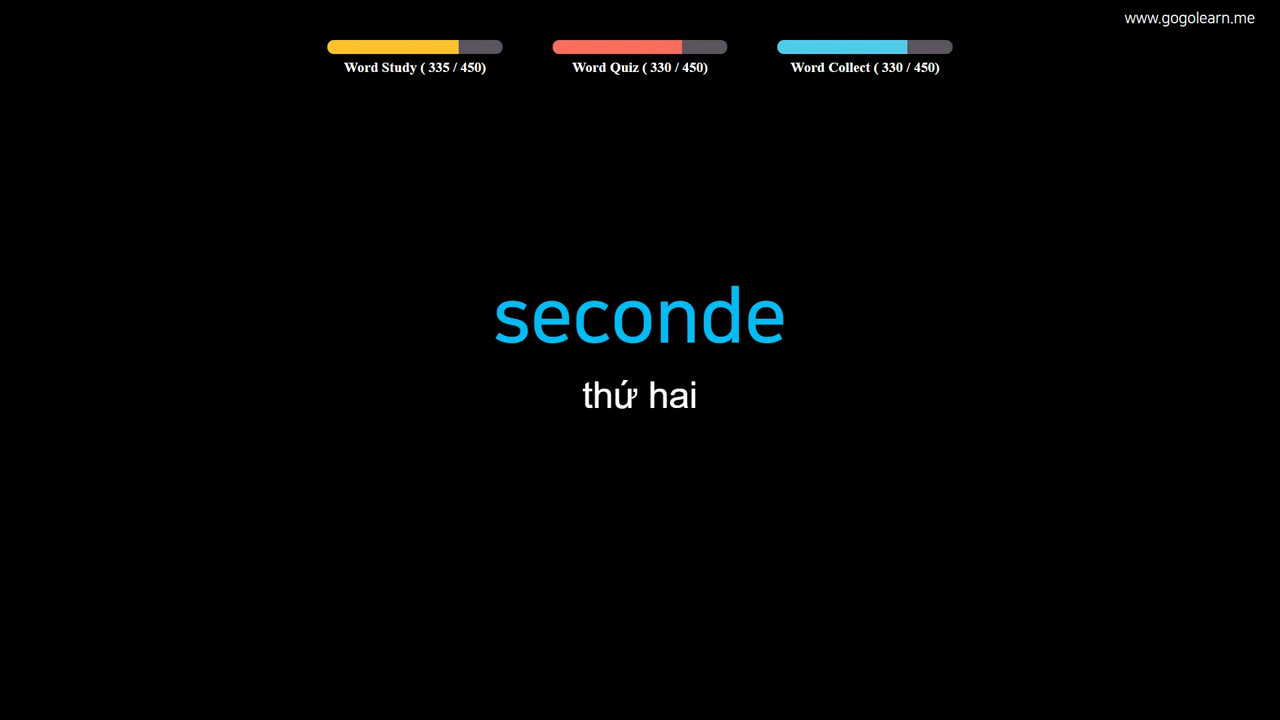 www.gogolearn.me
Word Study ( 335 / 450)
Word Quiz ( 330 / 450)
Word Collect ( 330 / 450)
seconde
thứ hai